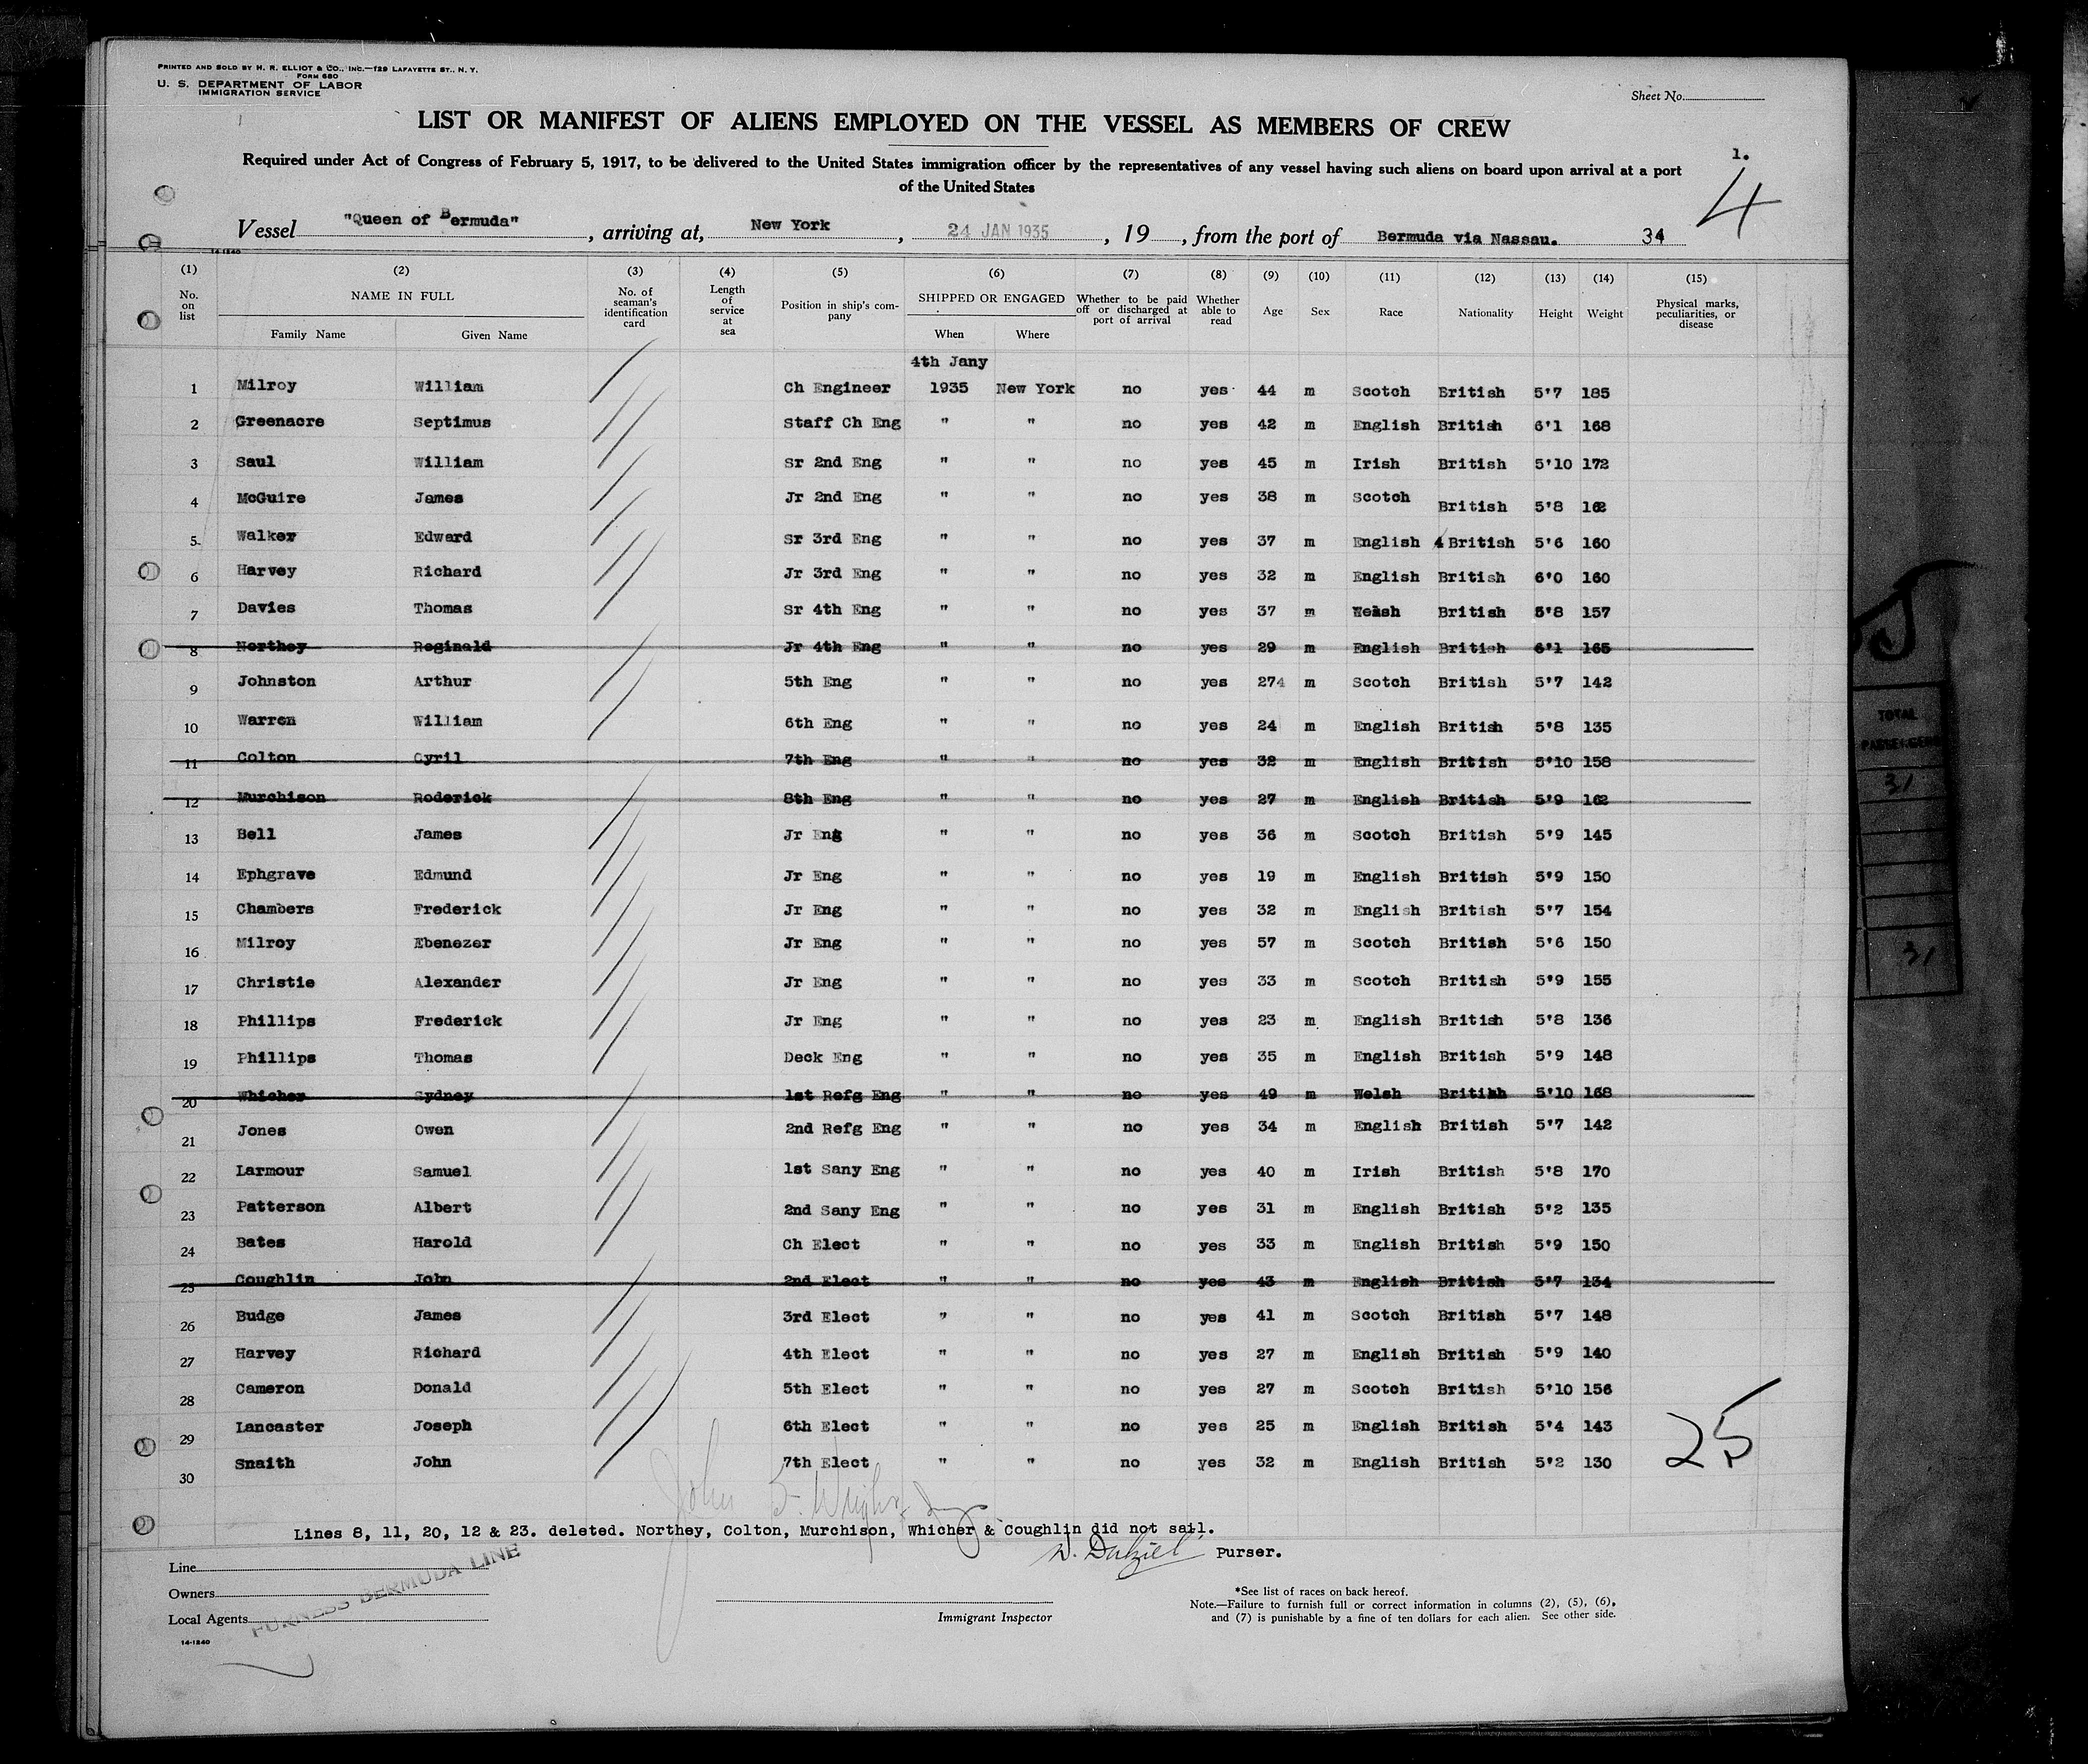 PRINTED AND SOLD BY H. R. ELLIOT & CO., INC.—129 LAFAYETTE ST., N. Y.
FORM 680
U. S. DEPARTMENT OF LABOR
IMMIGRATION SERVICE
Sheet No.
LIST OR MANIFEST OF ALIENS EMPLOYED ON THE VESSEL AS MEMBERS OF CREW
Required under Act of Congress of February 5, 1917, to be delivered to the United States immigration officer by the representatives of any vessel having such aliens on board upon arrival at a port
of the United States
1.
4
Vessel "Queen of Bermuda", arriving at, New York, 24 JAN 1935, 19 , from the port of Bermuda via Nassau. 34
14-1240
(1) (2) (3) (4) (5) (6) (7) (8) (9) (10) (11) (12) (13) (14) (15)
No. on list NAME IN FULL Family Name Given Name No. of seaman's identification card Length of service at sea Position in ship's company SHIPPED OR ENGAGED When Where Whether to be paid off or discharged at port of arrival Whether able to read Age Sex Race Nationality Height Weight Physical marks, peculiarities, or disease
4th Jany
1 Milroy William Ch Engineer 1935 New York no yes 44 m Scotch British 5'7 185
2 Greenacre Septimus Staff Ch Eng " " no yes 42 m English British 6'1 168
3 Saul William Sr 2nd Eng " " no yes 45 m Irish British 5'10 172
4 McGuire James Jr 2nd Eng " " no yes 38 m Scotch British 5'8 162
5 Walker Edward Sr 3rd Eng " " no yes 37 m English British 5'6 160
6 Harvey Richard Jr 3rd Eng " " no yes 32 m English British 6'0 160
7 Davies Thomas Sr 4th Eng " " no yes 37 m Welsh British 5'8 157
8 Northey Reginald Jr 4th Eng " " no yes 29 m English British 6'1 165
9 Johnston Arthur 5th Eng " " no yes 274 m Scotch British 5'7 142
10 Warren William 6th Eng " " no yes 24 m English British 5'8 135
11 Colton Cyril 7th Eng " " no yes 32 m English British 5'10 158
12 Murchison Roderick 8th Eng " " no yes 27 m English British 5'9 162
13 Bell James Jr Eng " " no yes 36 m Scotch British 5'9 145
14 Ephgrave Edmund Jr Eng " " no yes 19 m English British 5'9 150
15 Chambers Frederick Jr Eng " " no yes 32 m English British 5'7 154
16 Milroy Ebenezer Jr Eng " " no yes 57 m Scotch British 5'6 150
17 Christie Alexander Jr Eng " " no yes 33 m Scotch British 5'9 155
18 Phillips Frederick Jr Eng " " no yes 23 m English British 5'8 136
19 Phillips Thomas Deck Eng " " no yes 35 m English British 5'9 148
20 Whicher Sydney 1st Refg Eng " " no yes 49 m Welsh British 5'10 168
21 Jones Owen 2nd Refg Eng " " no yes 34 m English British 5'7 142
22 Larmour Samuel 1st Sany Eng " " no yes 40 m Irish British 5'8 170
23 Patterson Albert 2nd Sany Eng " " no yes 31 m English British 5'2 135
24 Bates Harold Ch Elect " " no yes 33 m English British 5'9 150
25 Coughlin John 2nd Elect " " no yes 43 m English British 5'7 134
26 Budge James 3rd Elect " " no yes 41 m Scotch British 5'7 148
27 Harvey Richard 4th Elect " " no yes 27 m English British 5'9 140
28 Cameron Donald 5th Elect " " no yes 27 m Scotch British 5'10 156
29 Lancaster Joseph 6th Elect " " no yes 25 m English British 5'4 143
30 Snaith John 7th Elect " " no yes 32 m English British 5'2 130
25
John
Lines 8, 11, 20, 12 & 23. deleted. Northey, Colton, Murchison, Whicher & Coughlin did not sail.
W. Dalziel Purser.
Line
Owners
Local Agents
FURNESS BERMUDA LINE
14-1240
Immigrant Inspector
*See list of races on back hereof.
Note.—Failure to furnish full or correct information in columns (2), (5), (6),
and (7) is punishable by a fine of ten dollars for each alien. See other side.
TOTAL
31
31